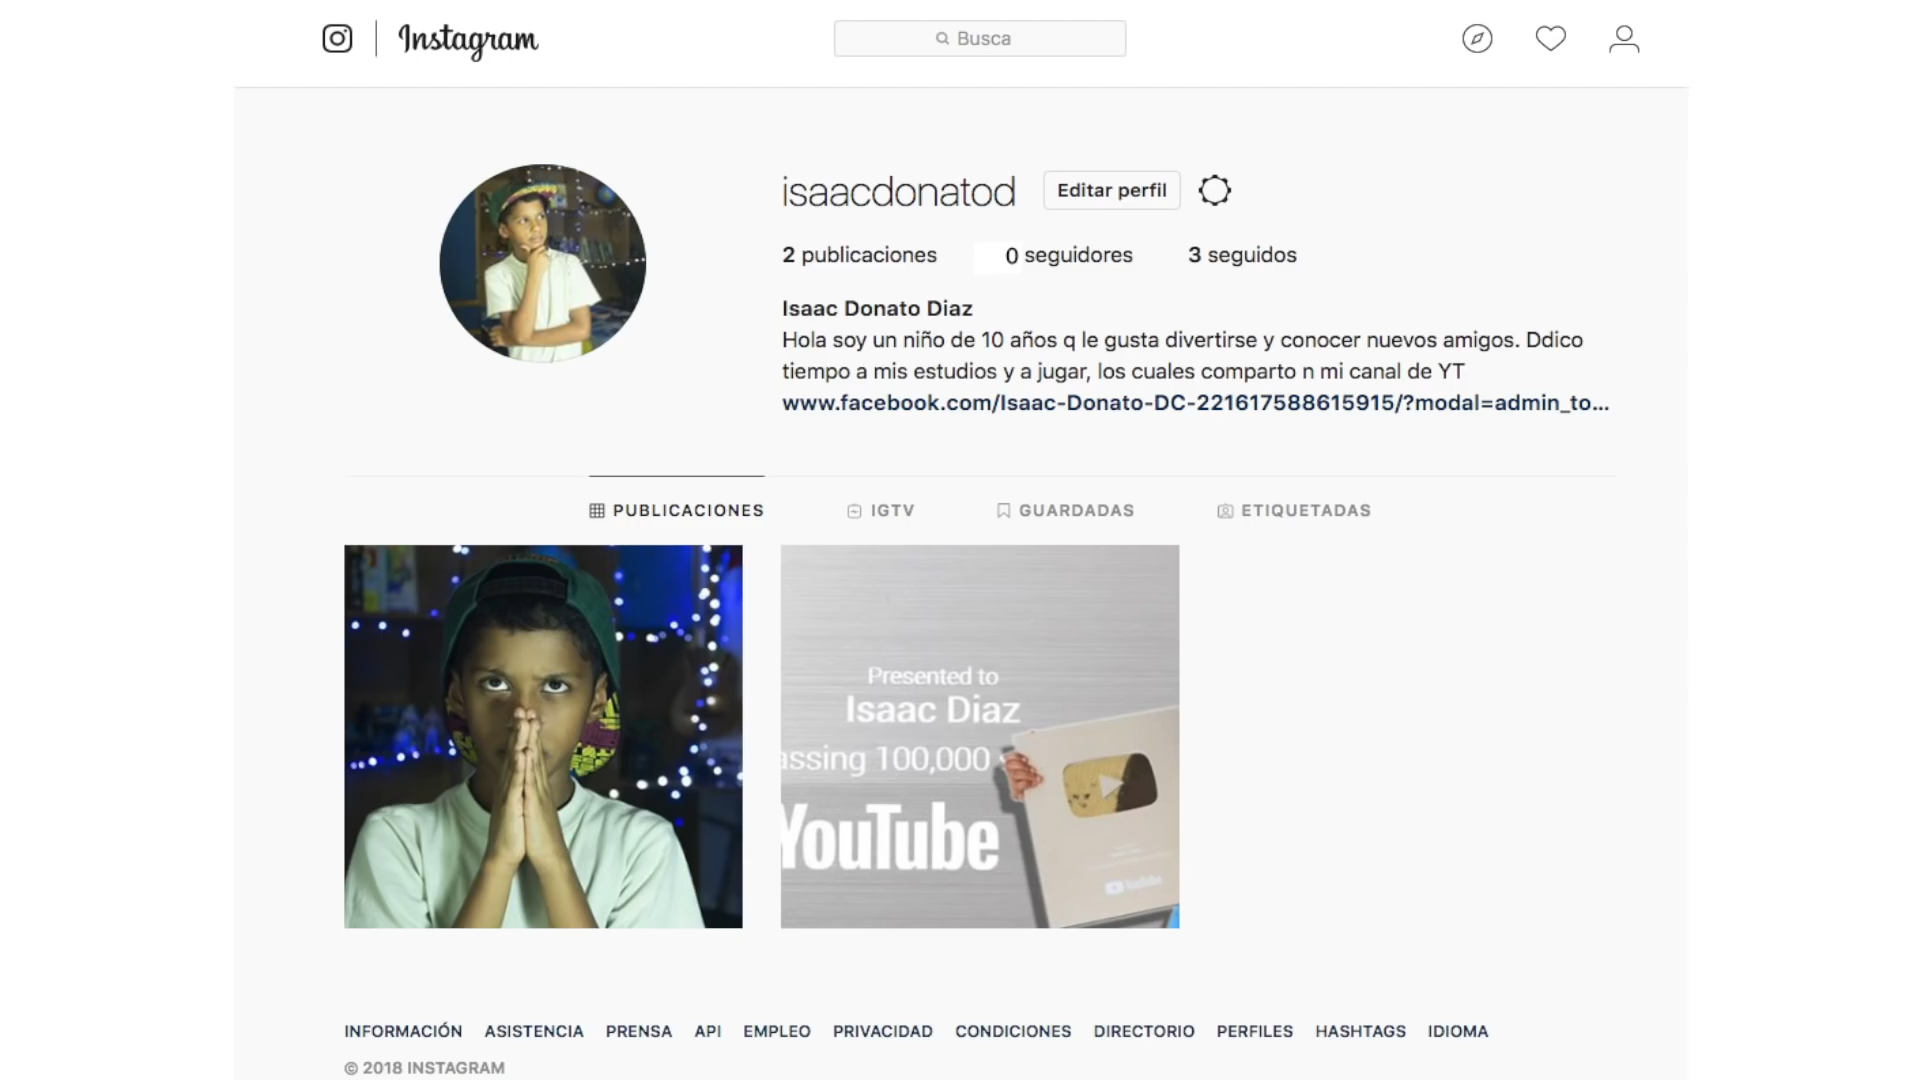 Instagram
Busca
isaacdonatod
Editar perfil
2 publicaciones
0 seguidores
3 seguidos
Isaac Donato Diaz
Hola soy un niño de 10 años q le gusta divertirse y conocer nuevos amigos. Ddico
tiempo a mis estudios y a jugar, los cuales comparto n mi canal de YT
www.facebook.com/Isaac-Donato-DC-221617588615915/?modal=admin_to...
PUBLICACIONES
IGTV
GUARDADAS
ETIQUETADAS
Presented to
Isaac Diaz
assing 100,000
YouTube
YouTube
INFORMACIÓN ASISTENCIA PRENSA API EMPLEO PRIVACIDAD CONDICIONES DIRECTORIO PERFILES HASHTAGS IDIOMA
© 2018 INSTAGRAM